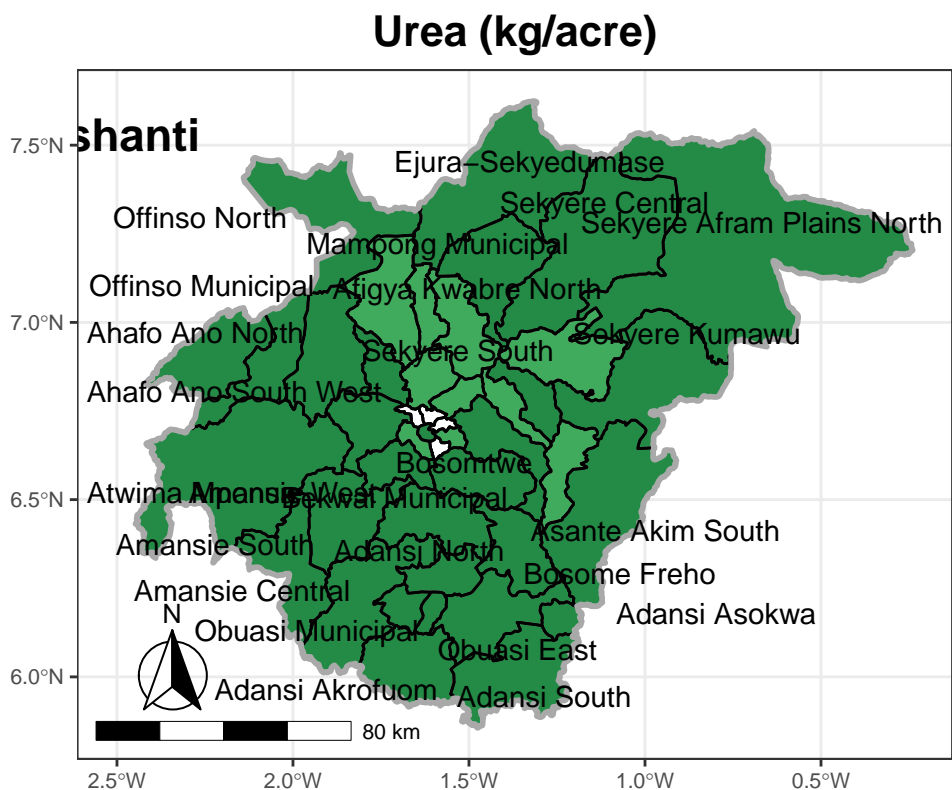 Urea (kg/acre)
shanti
7.5°N
Ejura−Sekyedumase
Sekyere Central
Offinso North
Sekyere Afram Plains North
Mampong Municipal
Offinso Municipal
Afigya Kwabre North
7.0°N
Ahafo Ano North
Sekyere Kumawu
Sekyere South
Ahafo Ano South West
Bosomtwe
6.5°N
Atwima Mponua
Amansie West
Bekwai Municipal
Asante Akim South
Amansie South
Adansi North
Bosome Freho
Amansie Central
Adansi Asokwa
N
Obuasi Municipal
Obuasi East
6.0°N
Adansi Akrofuom
Adansi South
80 km
2.5°W
2.0°W
1.5°W
1.0°W
0.5°W